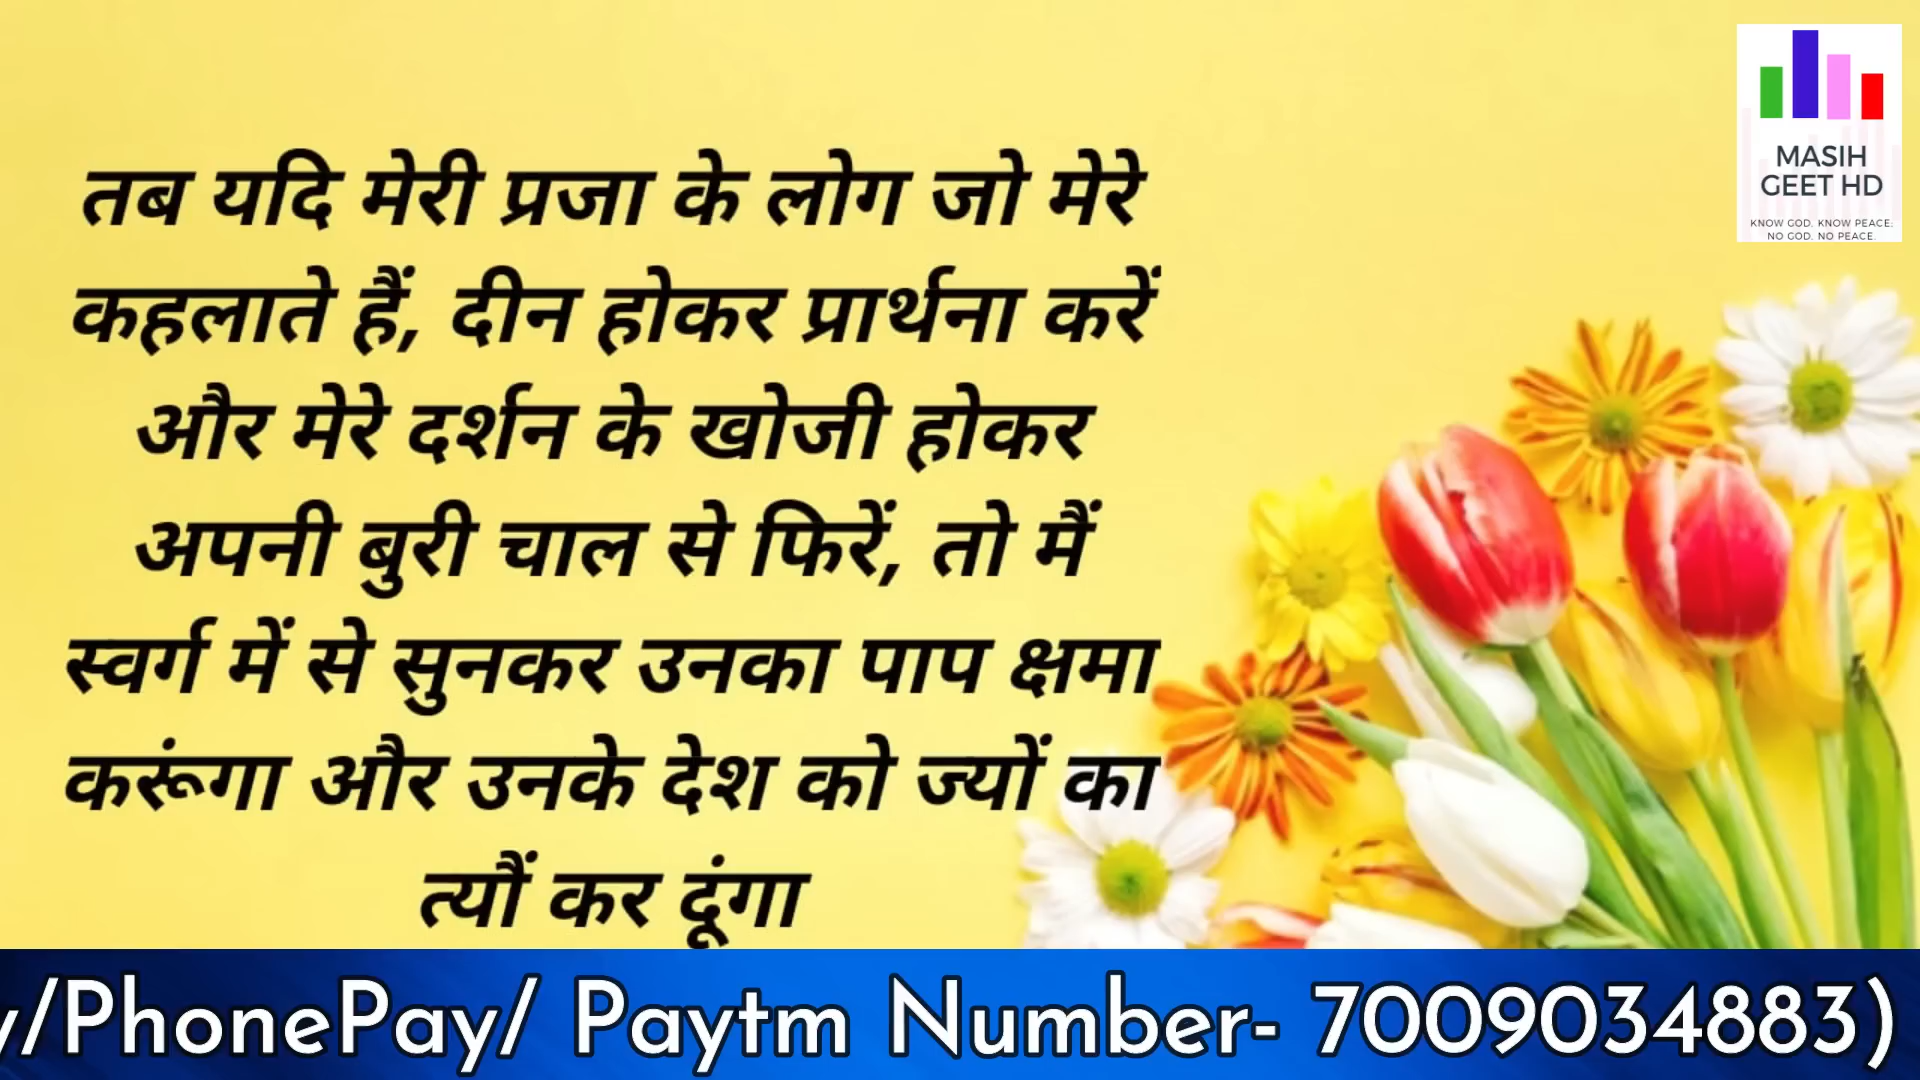 तब यदि मेरी प्रजा के लोग जो मेरे
कहलाते हैं, दीन होकर प्रार्थना करें
और मेरे दर्शन के खोजी होकर
अपनी बुरी चाल से फिरें, तो मैं
स्वर्ग में से सुनकर उनका पाप क्षमा
करूंगा और उनके देश को ज्यों का
त्यौं कर दूंगा
MASIH
GEET HD
KNOW GOD. KNOW PEACE:
NO GOD. NO PEACE.
y/PhonePay/ Paytm Number- 7009034883)